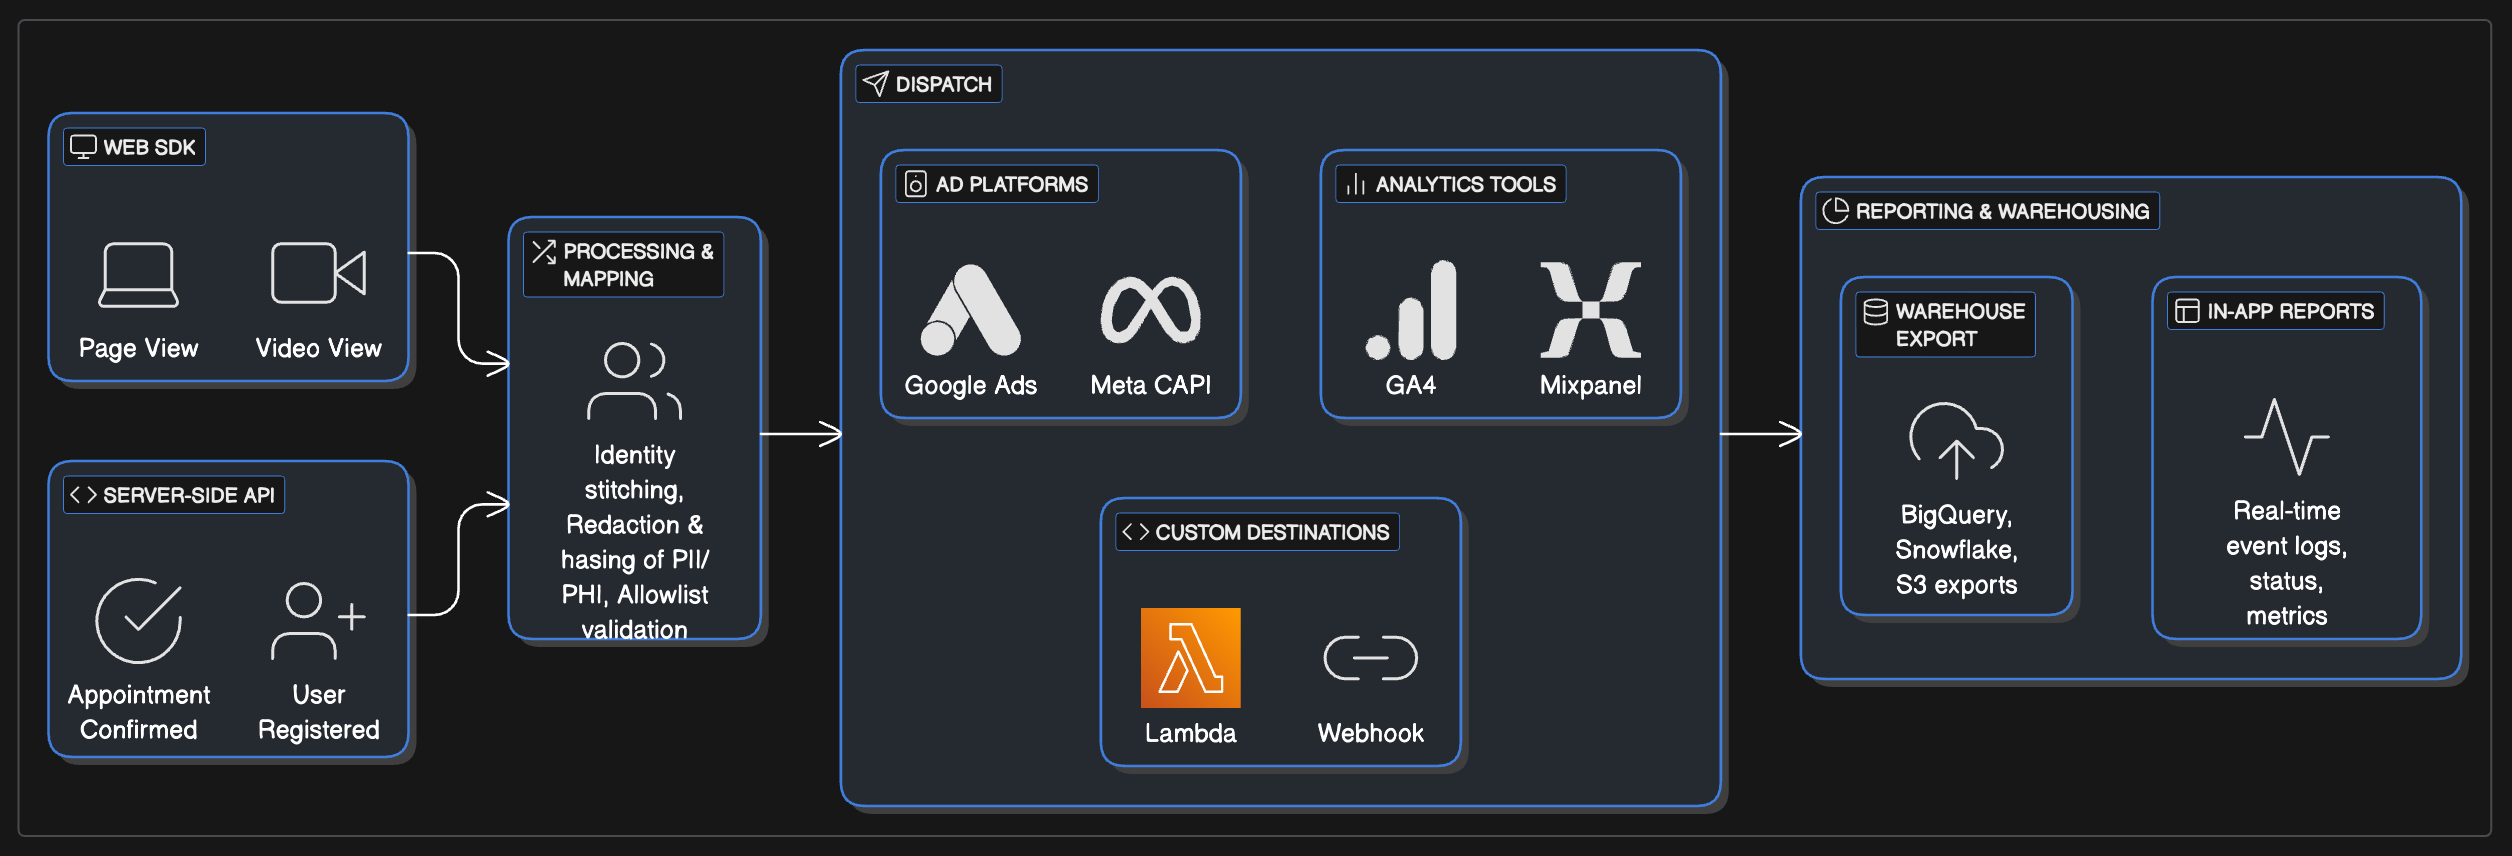 WEB SDK
Page View
Video View
SERVER-SIDE API
Appointment
Confirmed
User
Registered
PROCESSING &
MAPPING
Identity
stitching,
Redaction &
hasing of PII/
PHI, Allowlist
validation
DISPATCH
AD PLATFORMS
Google Ads
Meta CAPI
ANALYTICS TOOLS
GA4
Mixpanel
CUSTOM DESTINATIONS
Lambda
Webhook
REPORTING & WAREHOUSING
WAREHOUSE
EXPORT
BigQuery,
Snowflake,
S3 exports
IN-APP REPORTS
Real-time
event logs,
status,
metrics